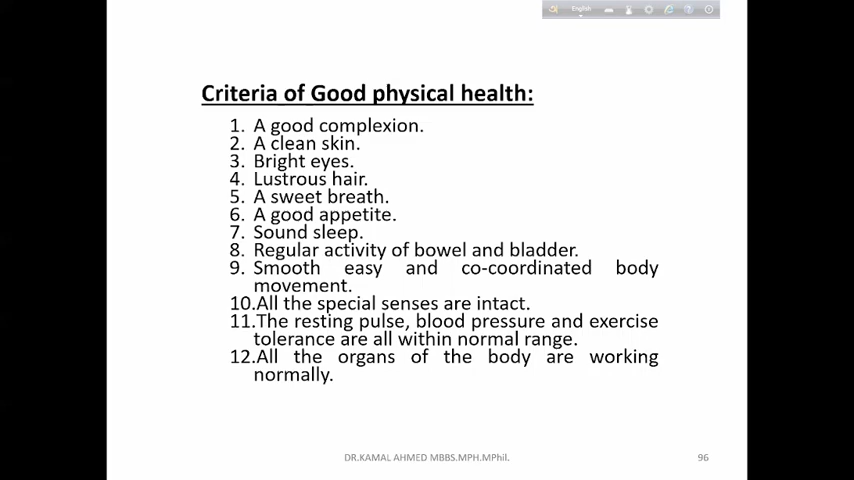 English
Criteria of Good physical health:
1. A good complexion.
2. A clean skin.
3. Bright eyes.
4. Lustrous hair.
5. A sweet breath.
6. A good appetite.
7. Sound sleep.
8. Regular activity of bowel and bladder.
9. Smooth easy and co-coordinated body
movement.
10.All the special senses are intact.
11.The resting pulse, blood pressure and exercise
tolerance are all within normal range.
12.All the organs of the body are working
normally.
DR.KAMAL AHMED MBBS.MPH.MPhil.
96